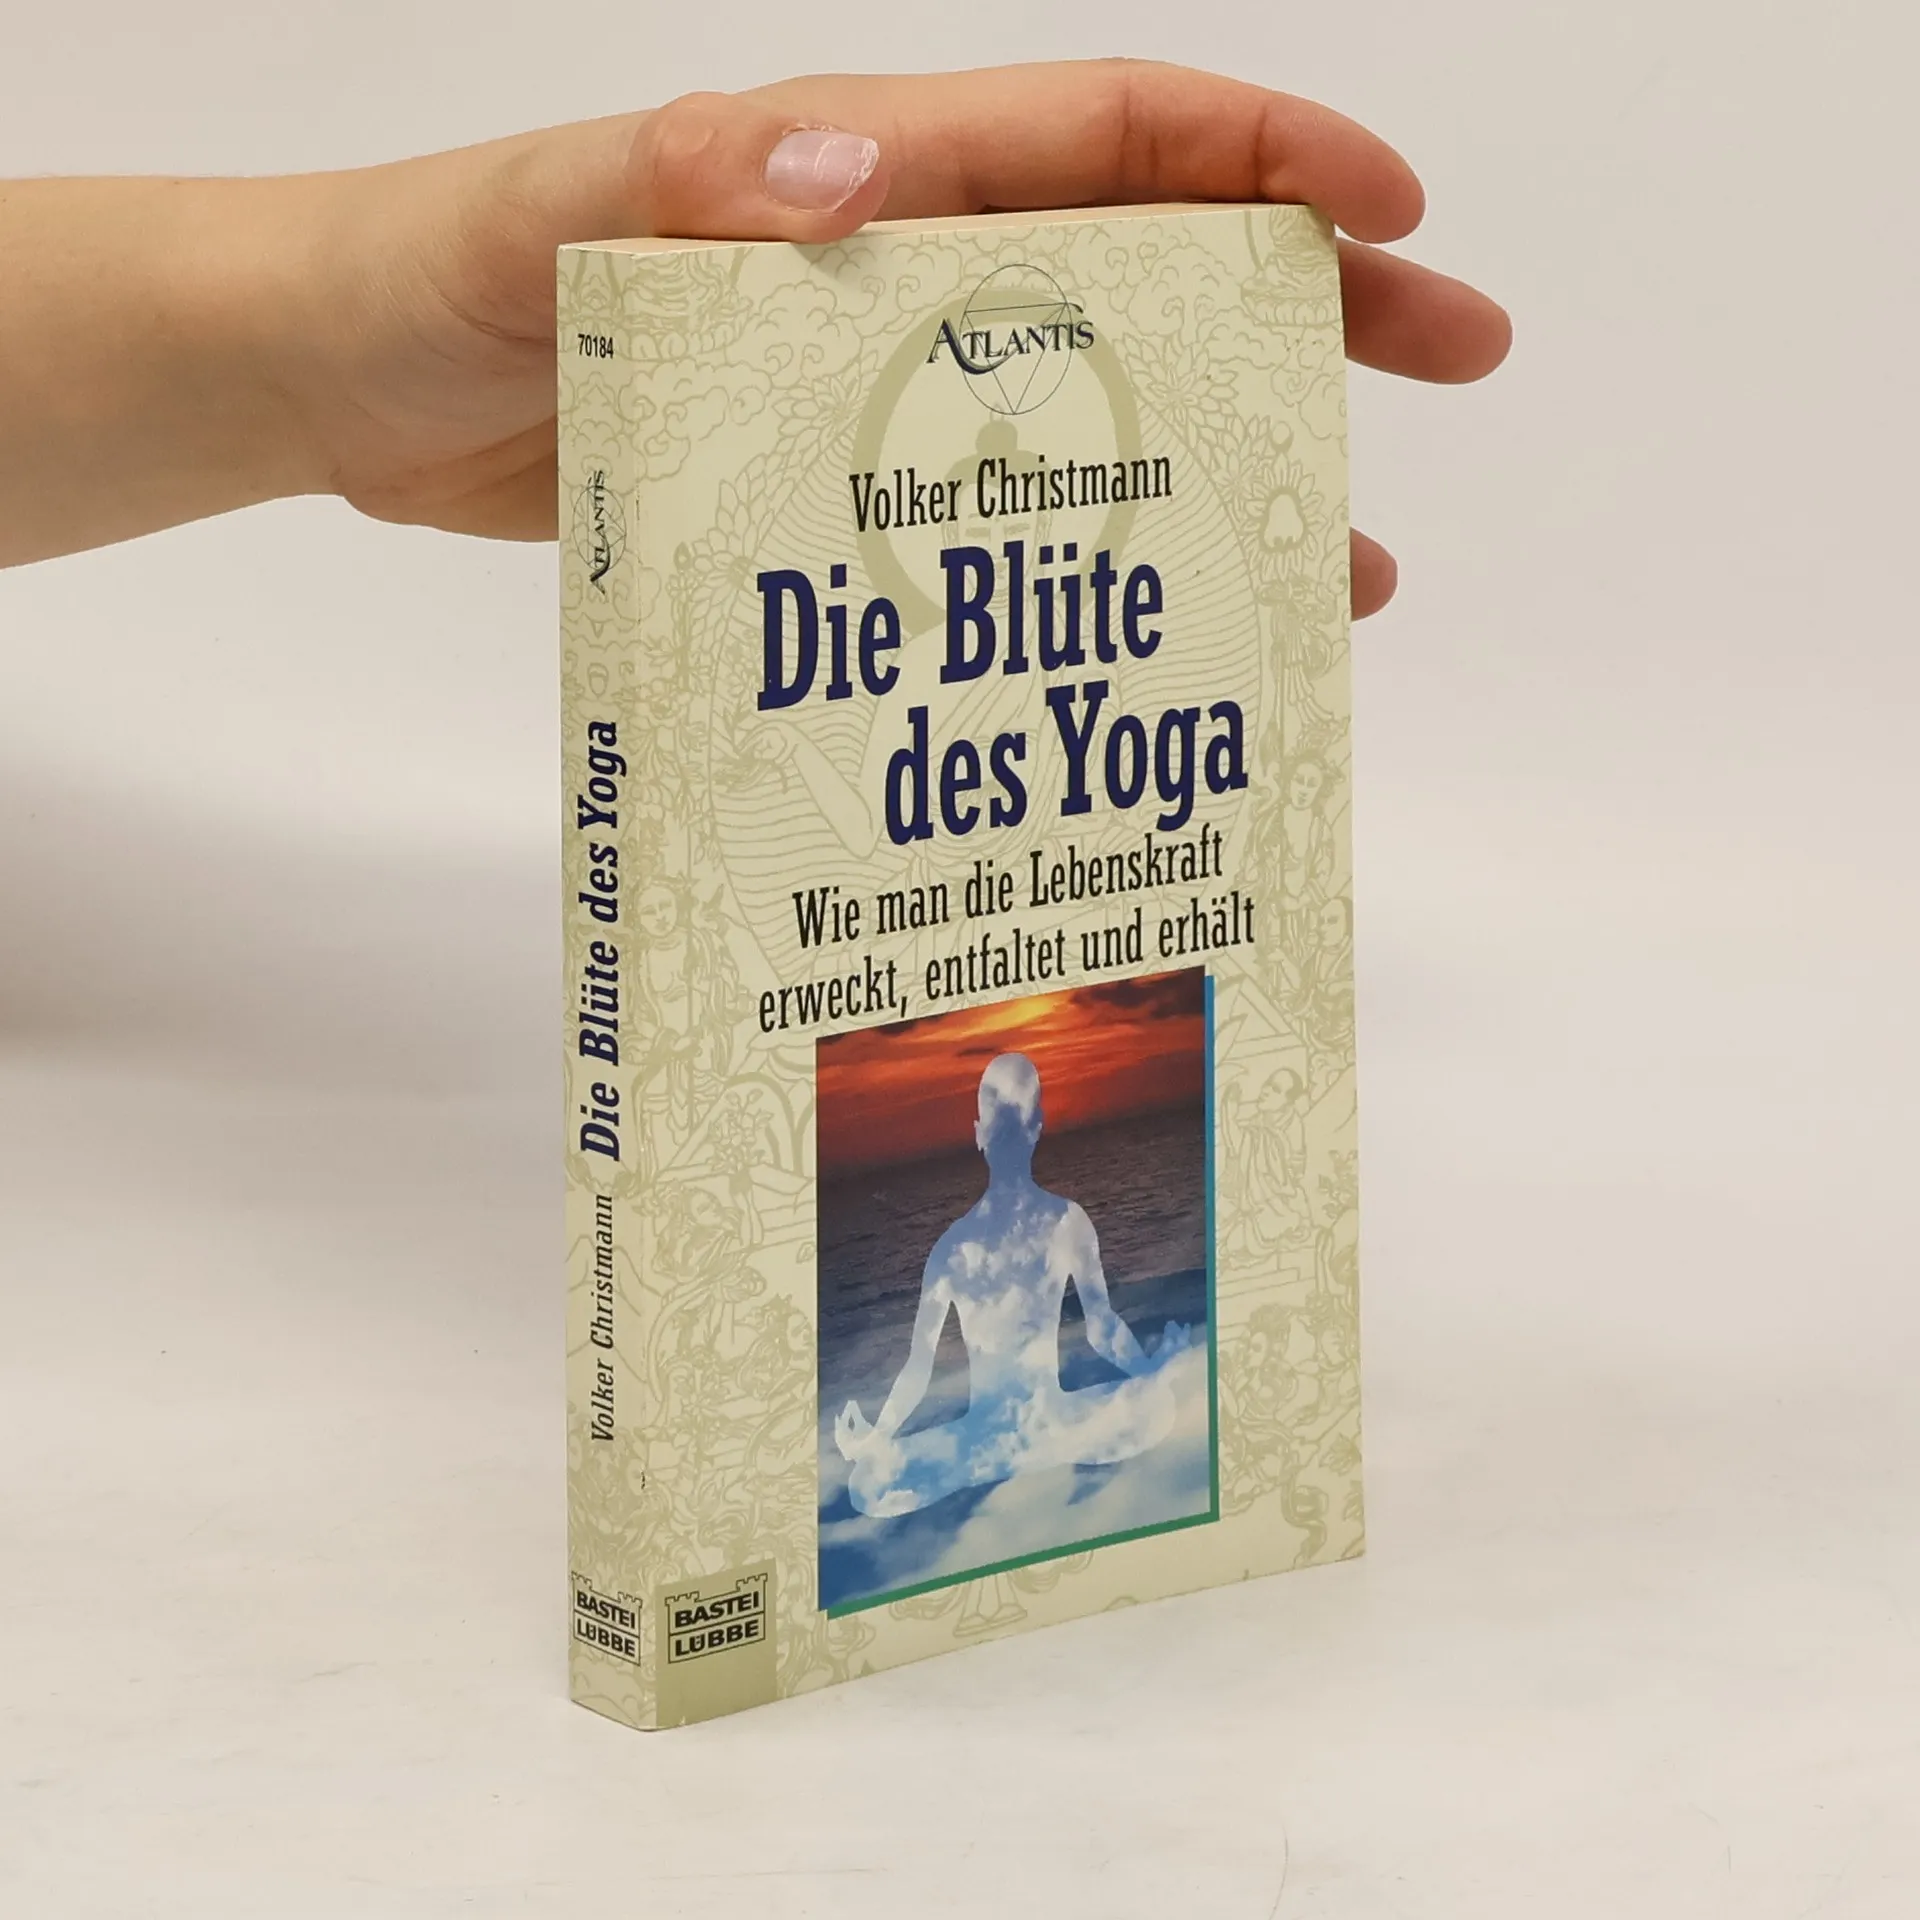 70184
ATLANTIS
Die Blüte des Yoga
Volker Christmann
BASTEI
LÜBBE
ATLANTIS
Volker Christmann
Die Blüte
des Yoga
Wie man die Lebenskraft
erweckt, entfaltet und erhält
BASTEI
LÜBBE